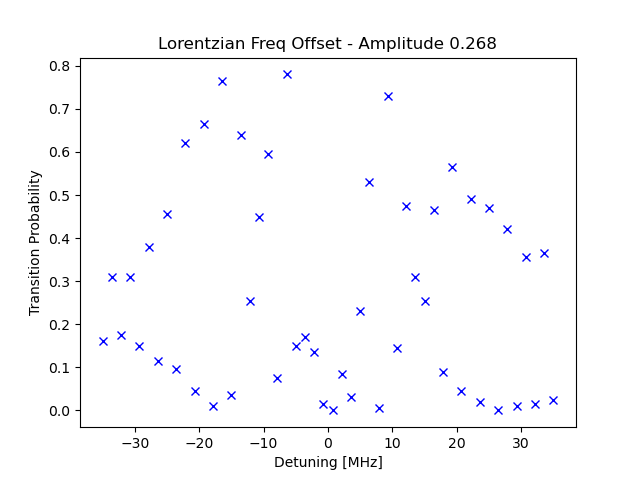 Lorentzian Freq Offset - Amplitude 0.268
Transition Probability
0.8
0.7
0.6
0.5
0.4
0.3
0.2
0.1
0.0
−30 −20 −10 0 10 20 30
Detuning [MHz]